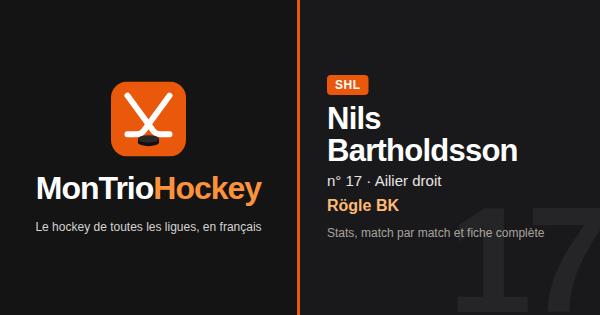 MonTrioHockey
Le hockey de toutes les ligues, en français
SHL
Nils
Bartholdsson
n° 17 · Ailier droit
Rögle BK
Stats, match par match et fiche complète
17